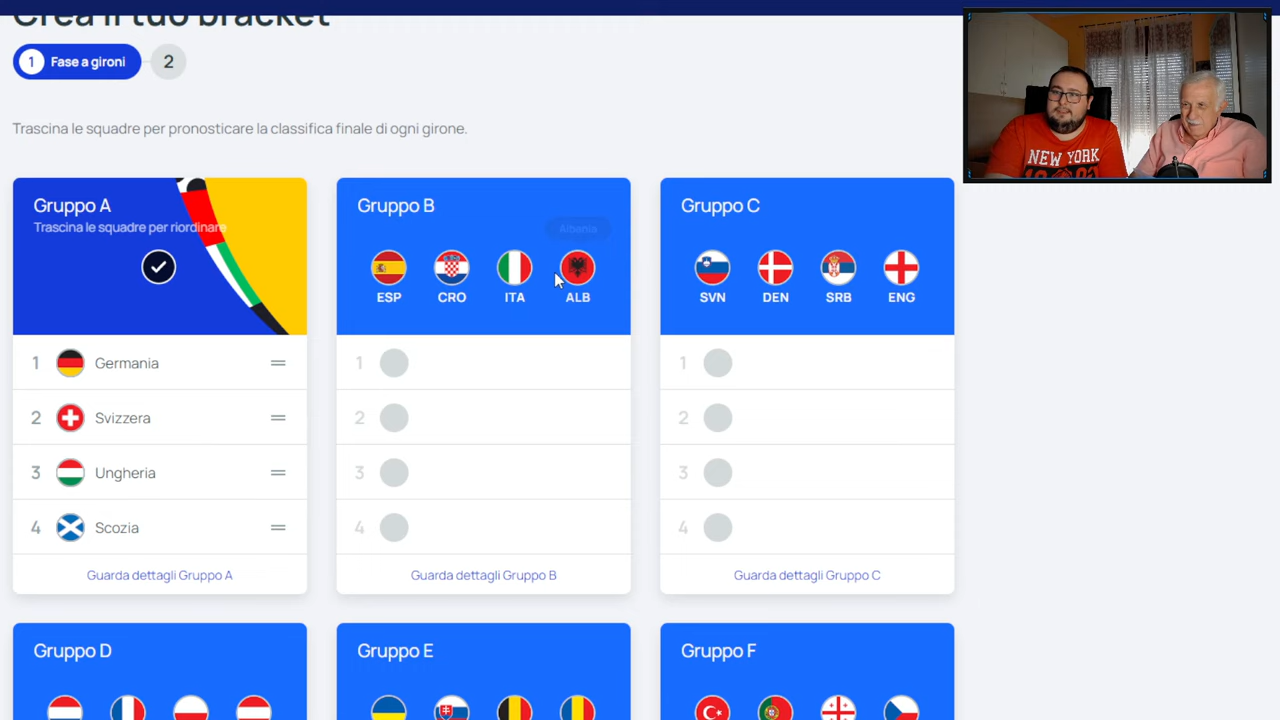 Crea il tuo bracket
1 Fase a gironi 2
Trascina le squadre per pronosticare la classifica finale di ogni girone.
Gruppo A
Trascina le squadre per riordinare
1 Germania
2 Svizzera
3 Ungheria
4 Scozia
Guarda dettagli Gruppo A
Gruppo B
Albania
ESP CRO ITA ALB
1
2
3
4
Guarda dettagli Gruppo B
Gruppo C
SVN DEN SRB ENG
1
2
3
4
Guarda dettagli Gruppo C
Gruppo D
Gruppo E
Gruppo F
NEW YORK